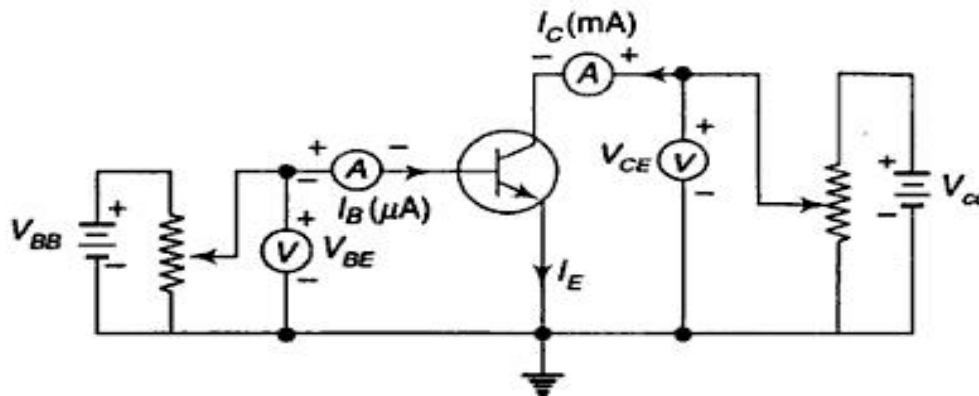 I_C (mA)
- A +
+
V_CE V
-
+ A -
-
I_B (μA)
+
V_BB
-
+
V V_BE
-
I_E
+
-